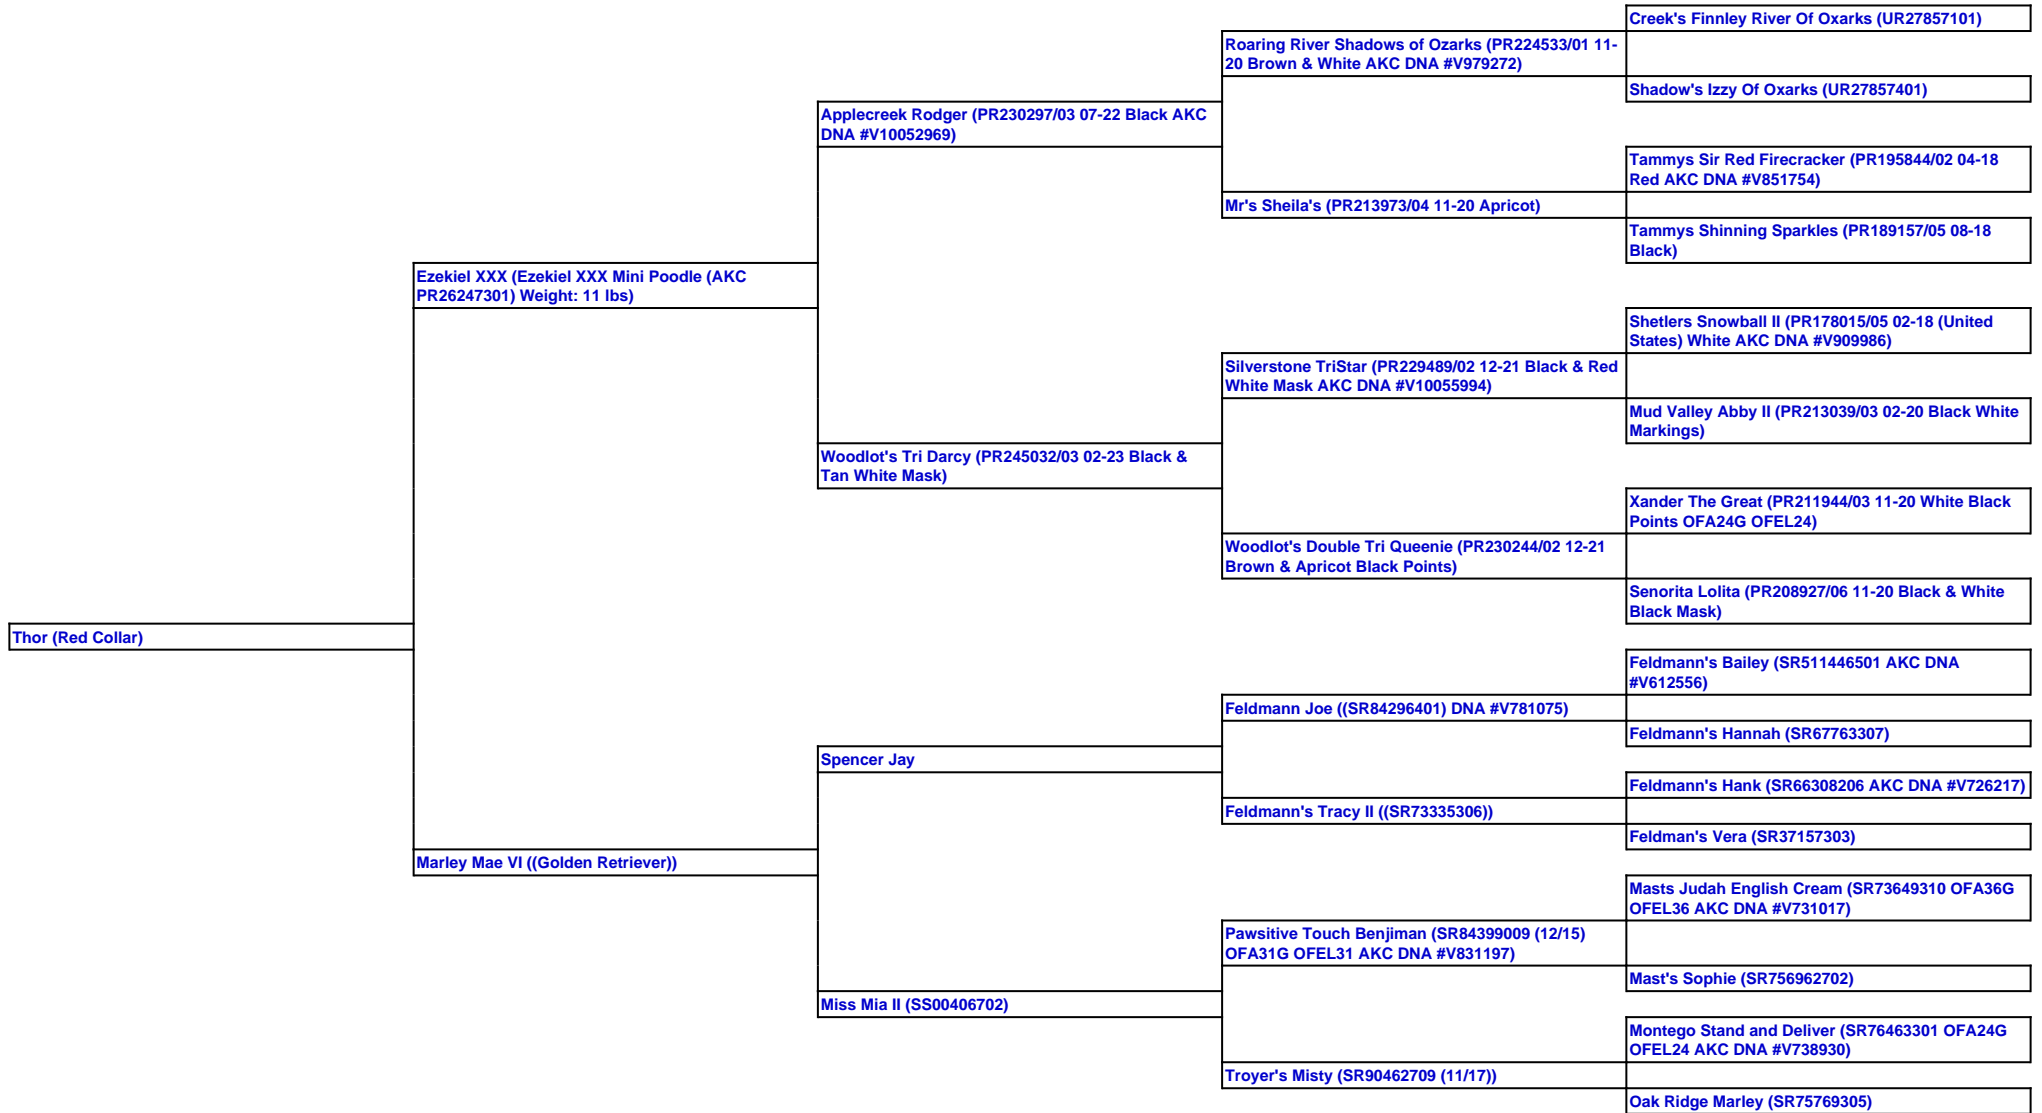 Creek's Finnley River Of Oxarks (UR27857101)
Roaring River Shadows of Ozarks (PR224533/01 11-
20 Brown & White AKC DNA #V979272)
Shadow's Izzy Of Oxarks (UR27857401)
Applecreek Rodger (PR230297/03 07-22 Black AKC
DNA #V10052969)
Tammys Sir Red Firecracker (PR195844/02 04-18
Red AKC DNA #V851754)
Mr's Sheila's (PR213973/04 11-20 Apricot)
Tammys Shinning Sparkles (PR189157/05 08-18
Black)
Ezekiel XXX (Ezekiel XXX Mini Poodle (AKC
PR26247301) Weight: 11 lbs)
Shetlers Snowball II (PR178015/05 02-18 (United
States) White AKC DNA #V909986)
Silverstone TriStar (PR229489/02 12-21 Black & Red
White Mask AKC DNA #V10055994)
Mud Valley Abby II (PR213039/03 02-20 Black White
Markings)
Woodlot's Tri Darcy (PR245032/03 02-23 Black &
Tan White Mask)
Xander The Great (PR211944/03 11-20 White Black
Points OFA24G OFEL24)
Woodlot's Double Tri Queenie (PR230244/02 12-21
Brown & Apricot Black Points)
Senorita Lolita (PR208927/06 11-20 Black & White
Black Mask)
Thor (Red Collar)
Feldmann's Bailey (SR511446501 AKC DNA
#V612556)
Feldmann Joe ((SR84296401) DNA #V781075)
Feldmann's Hannah (SR67763307)
Spencer Jay
Feldmann's Hank (SR66308206 AKC DNA #V726217)
Feldmann's Tracy II ((SR73335306))
Feldman's Vera (SR37157303)
Marley Mae VI ((Golden Retriever))
Masts Judah English Cream (SR73649310 OFA36G
OFEL36 AKC DNA #V731017)
Pawsitive Touch Benjiman (SR84399009 (12/15)
OFA31G OFEL31 AKC DNA #V831197)
Mast's Sophie (SR756962702)
Miss Mia II (SS00406702)
Montego Stand and Deliver (SR76463301 OFA24G
OFEL24 AKC DNA #V738930)
Troyer's Misty (SR90462709 (11/17))
Oak Ridge Marley (SR75769305)